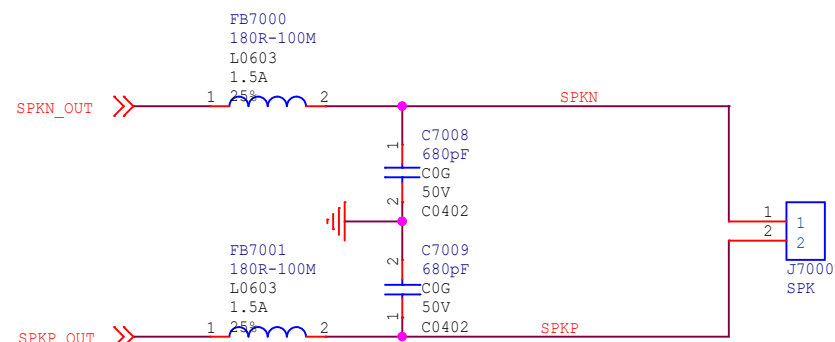 FB7000
180R-100M
L0603
1.5A
25%
SPKN_OUT
1
2
SPKN
1
C7008
680pF
C0G
50V
2
C0402
1
1
2
2
J7000
SPK
FB7001
180R-100M
L0603
1.5A
25%
2
C7009
680pF
C0G
50V
1
C0402
SPKP_OUT
1
2
SPKP